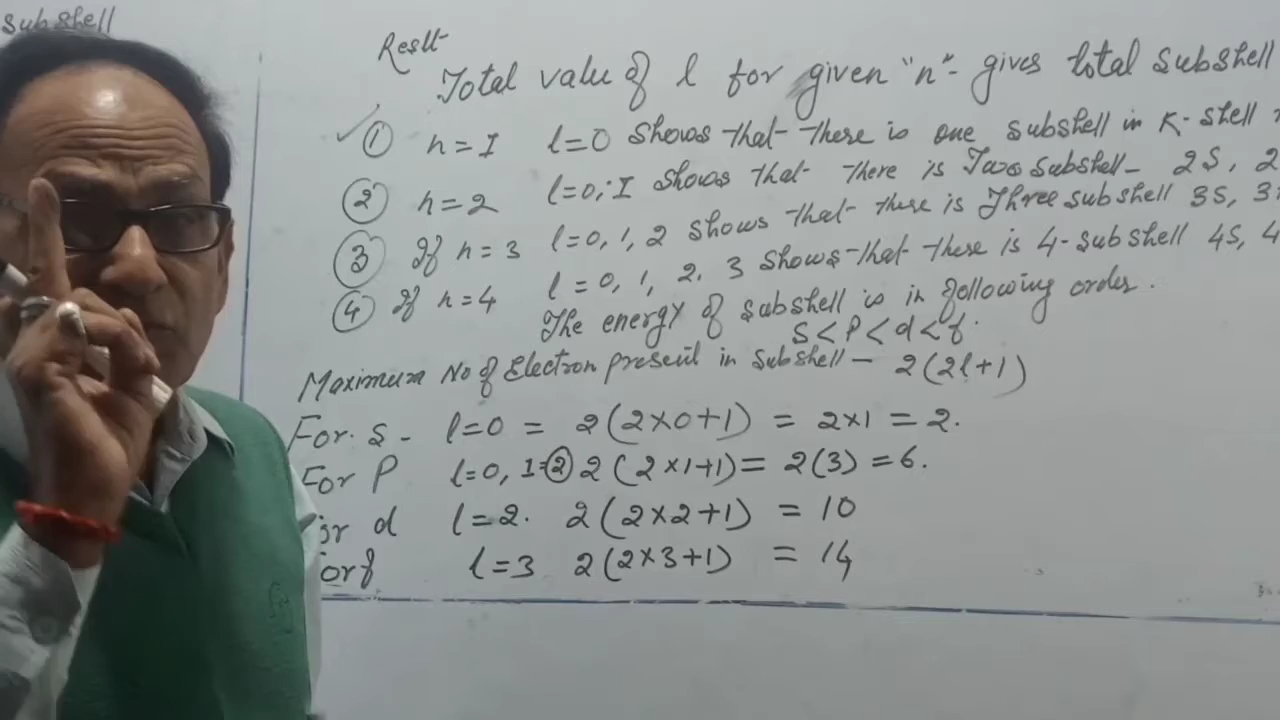 Subshell
Reslt
Total value of l for given "n" gives total subshell
① n=I l=0 shows that there is one subshell in K-shell
② n=2 l=0,I shows that there is Two subshell- 2S, 2
③ If n=3 l=0,1,2 shows that there is Three subshell 3S, 3
④ If n=4 l=0,1,2.3 shows that there is 4-subshell 4S, 4
The energy of subshell is in following order.
S<P<d<f.
Maximum No of Electron present in subshell- 2(2l+1)
For. S- l=0 = 2(2×0+1) = 2×1 = 2.
For P l=0, 1=② 2(2×1+1)= 2(3) =6.
or d l=2. 2(2×2+1) = 10
orf l=3 2(2×3+1) = 14